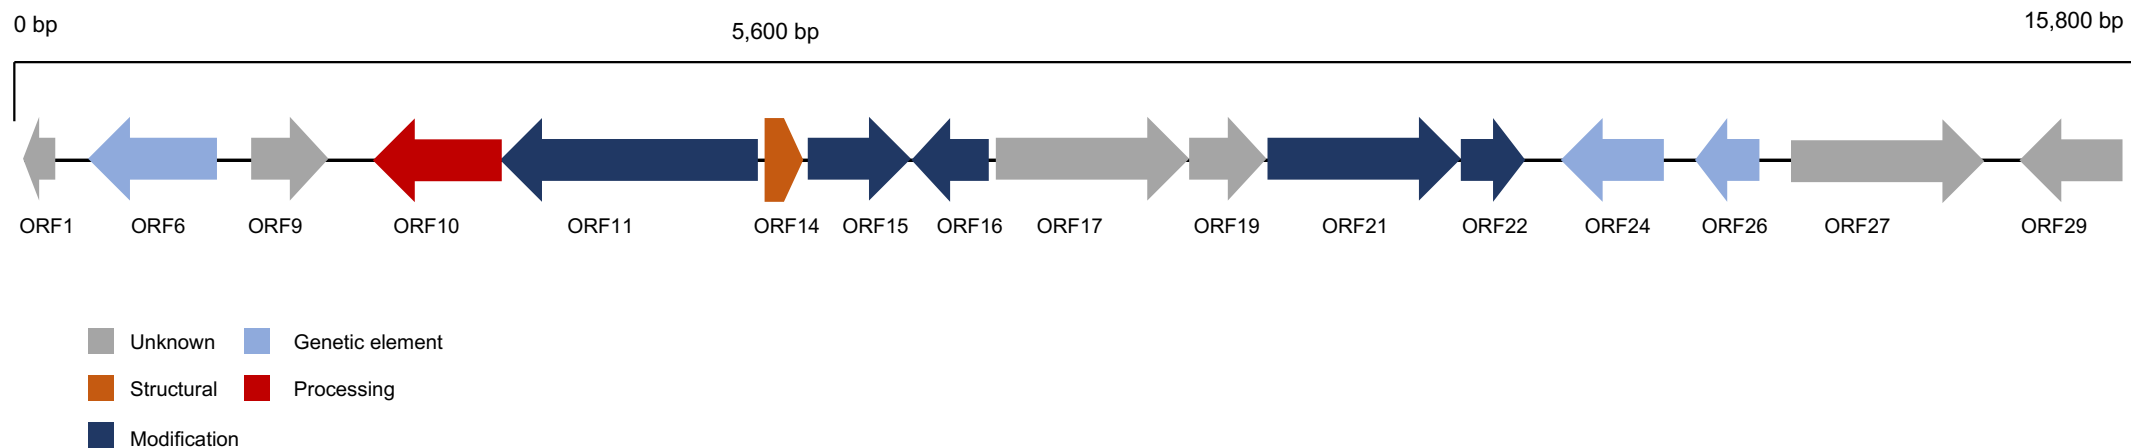 0 bp
5,600 bp
15,800 bp
ORF1
ORF6
ORF9
ORF10
ORF11
ORF14
ORF15
ORF16
ORF17
ORF19
ORF21
ORF22
ORF24
ORF26
ORF27
ORF29
Unknown
Genetic element
Structural
Processing
Modification